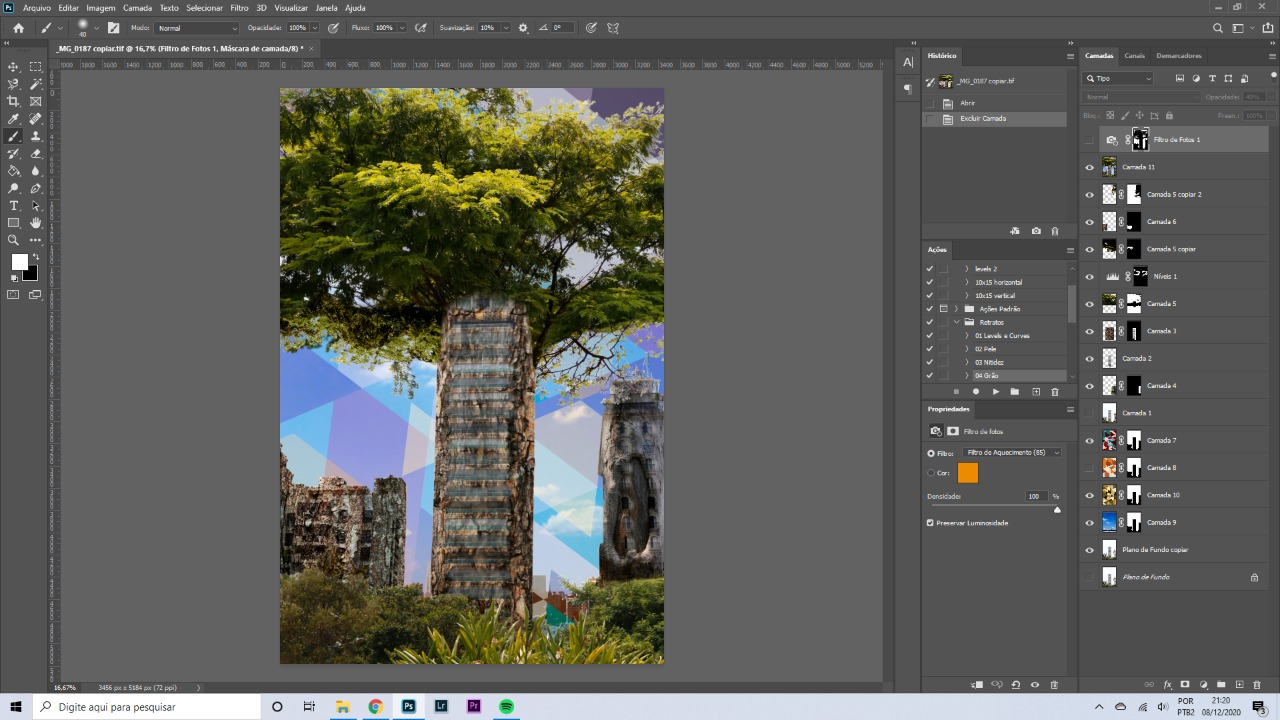 Arquivo Editar Imagem Camada Texto Selecionar Filtro 3D Visualizar Janela Ajuda
40 Modo: Normal Opacidade: 100% Fluxo: 100% Suavização: 10% 0°
_MG_0187 copiar.tif @ 16,7% (Filtro de Fotos 1, Máscara de camada/8) * ×
Histórico
_MG_0187 copiar.tif
Abrir
Excluir Camada
Ações
levels 2
10x15 horizontal
10x15 vertical
Ações Padrão
Retratos
01 Levels e Curves
02 Pele
03 Nitidez
04 Grão
Propriedades
Filtro de fotos
Filtro: Filtro de Aquecimento (85)
Cor:
Densidade: 100 %
Preservar Luminosidade
Camadas Canais Demarcadores
Tipo
Normal Opacidade:
Bloq.: Preen.: 100%
Filtro de Fotos 1
Camada 11
Camada 5 copiar 2
Camada 6
Camada 5 copiar
Níveis 1
Camada 5
Camada 3
Camada 2
Camada 4
Camada 1
Camada 7
Camada 8
Camada 10
Camada 9
Plano de Fundo copiar
Plano de Fundo
16,67% 3456 px x 5184 px (72 ppi)
Digite aqui para pesquisar
Ps Lr Ps Pr
POR
PTB2
21:20
08/12/2020